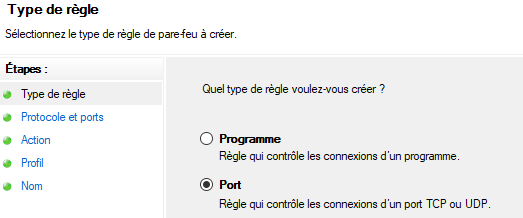 Type de règle
Sélectionnez le type de règle de pare-feu à créer.
Étapes :
Type de règle
Protocole et ports
Action
Profil
Nom
Quel type de règle voulez-vous créer ?
Programme
Règle qui contrôle les connexions d'un programme.
Port
Règle qui contrôle les connexions d'un port TCP ou UDP.